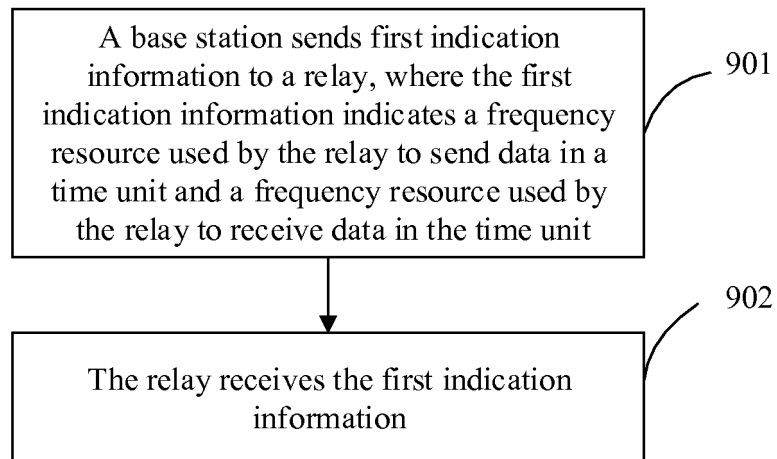 A base station sends first indication
information to a relay, where the first
indication information indicates a frequency
resource used by the relay to send data in a
time unit and a frequency resource used by
the relay to receive data in the time unit
901
902
The relay receives the first indication
information